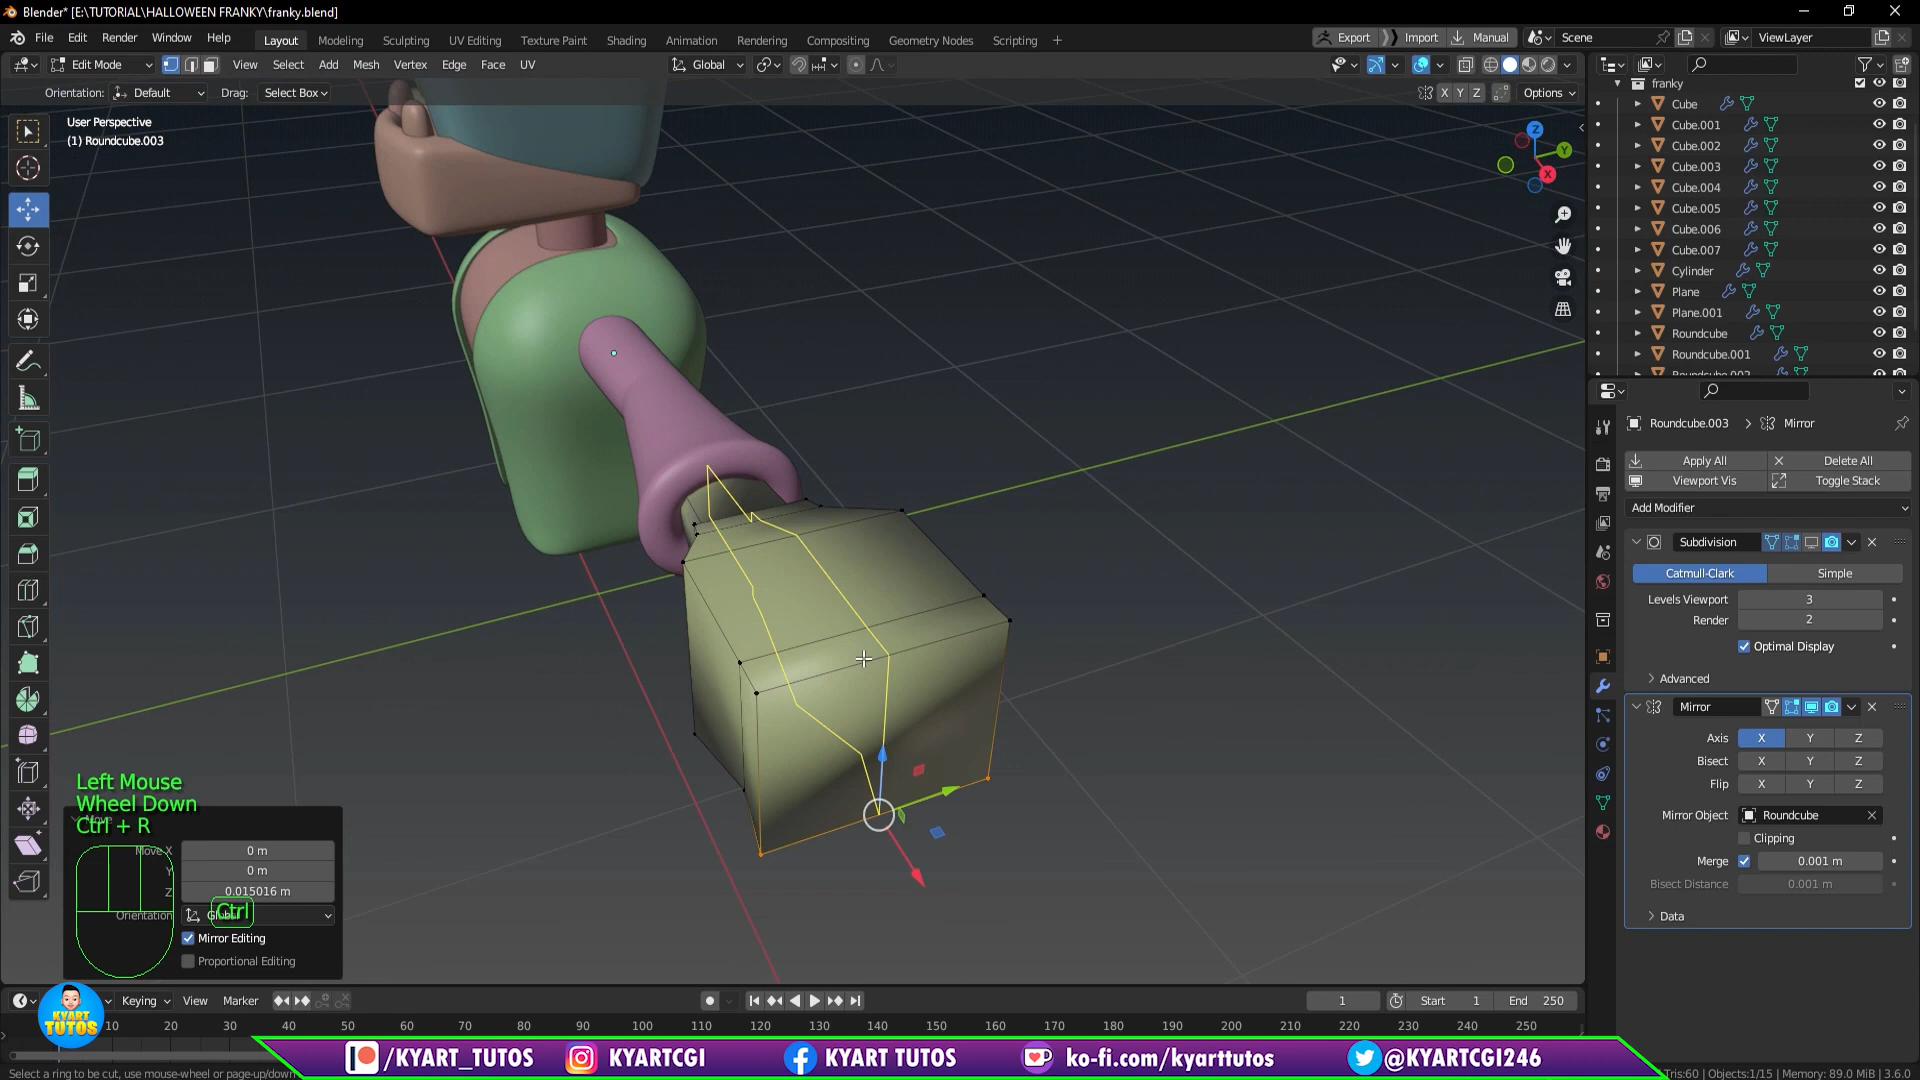 Blender* [E:\TUTORIAL\HALLOWEEN FRANKY\franky.blend]
File Edit Render Window Help Layout Modeling Sculpting UV Editing Texture Paint Shading Animation Rendering Compositing Geometry Nodes Scripting + Export Import Manual Scene ViewLayer
Edit Mode View Select Add Mesh Vertex Edge Face UV Global
Orientation: Default Drag: Select Box X Y Z Options
User Perspective
(1) Roundcube.003
Z
Y
X
franky
Cube
Cube.001
Cube.002
Cube.003
Cube.004
Cube.005
Cube.006
Cube.007
Cylinder
Plane
Plane.001
Roundcube
Roundcube.001
Roundcube.002
Roundcube.003 > Mirror
Apply All Delete All
Viewport Vis Toggle Stack
Add Modifier
Subdivision
Catmull-Clark Simple
Levels Viewport 3
Render 2
Optimal Display
Advanced
Mirror
Axis X Y Z
Bisect X Y Z
Flip X Y Z
Mirror Object Roundcube
Clipping
Merge 0.001 m
Bisect Distance 0.001 m
Data
Left Mouse
Wheel Down
Ctrl + R
Move
Move X 0 m
Y 0 m
Z 0.015016 m
Orientation Global
Ctrl
Mirror Editing
Proportional Editing
Keying View Marker 1 Start 1 End 250
10 20 30 40 50 60 70 80 90 100 110 120 130 140 150 160 170 180 190 200 210 220 230 240 250
KYART
TUTOS
/KYART_TUTOS KYARTCGI KYART TUTOS ko-fi.com/kyarttutos @KYARTCGI246
Select a ring to be cut, use mouse-wheel or page-up/down
Tris:60 | Objects:1/15 | Memory: 89.0 MiB | 3.6.0